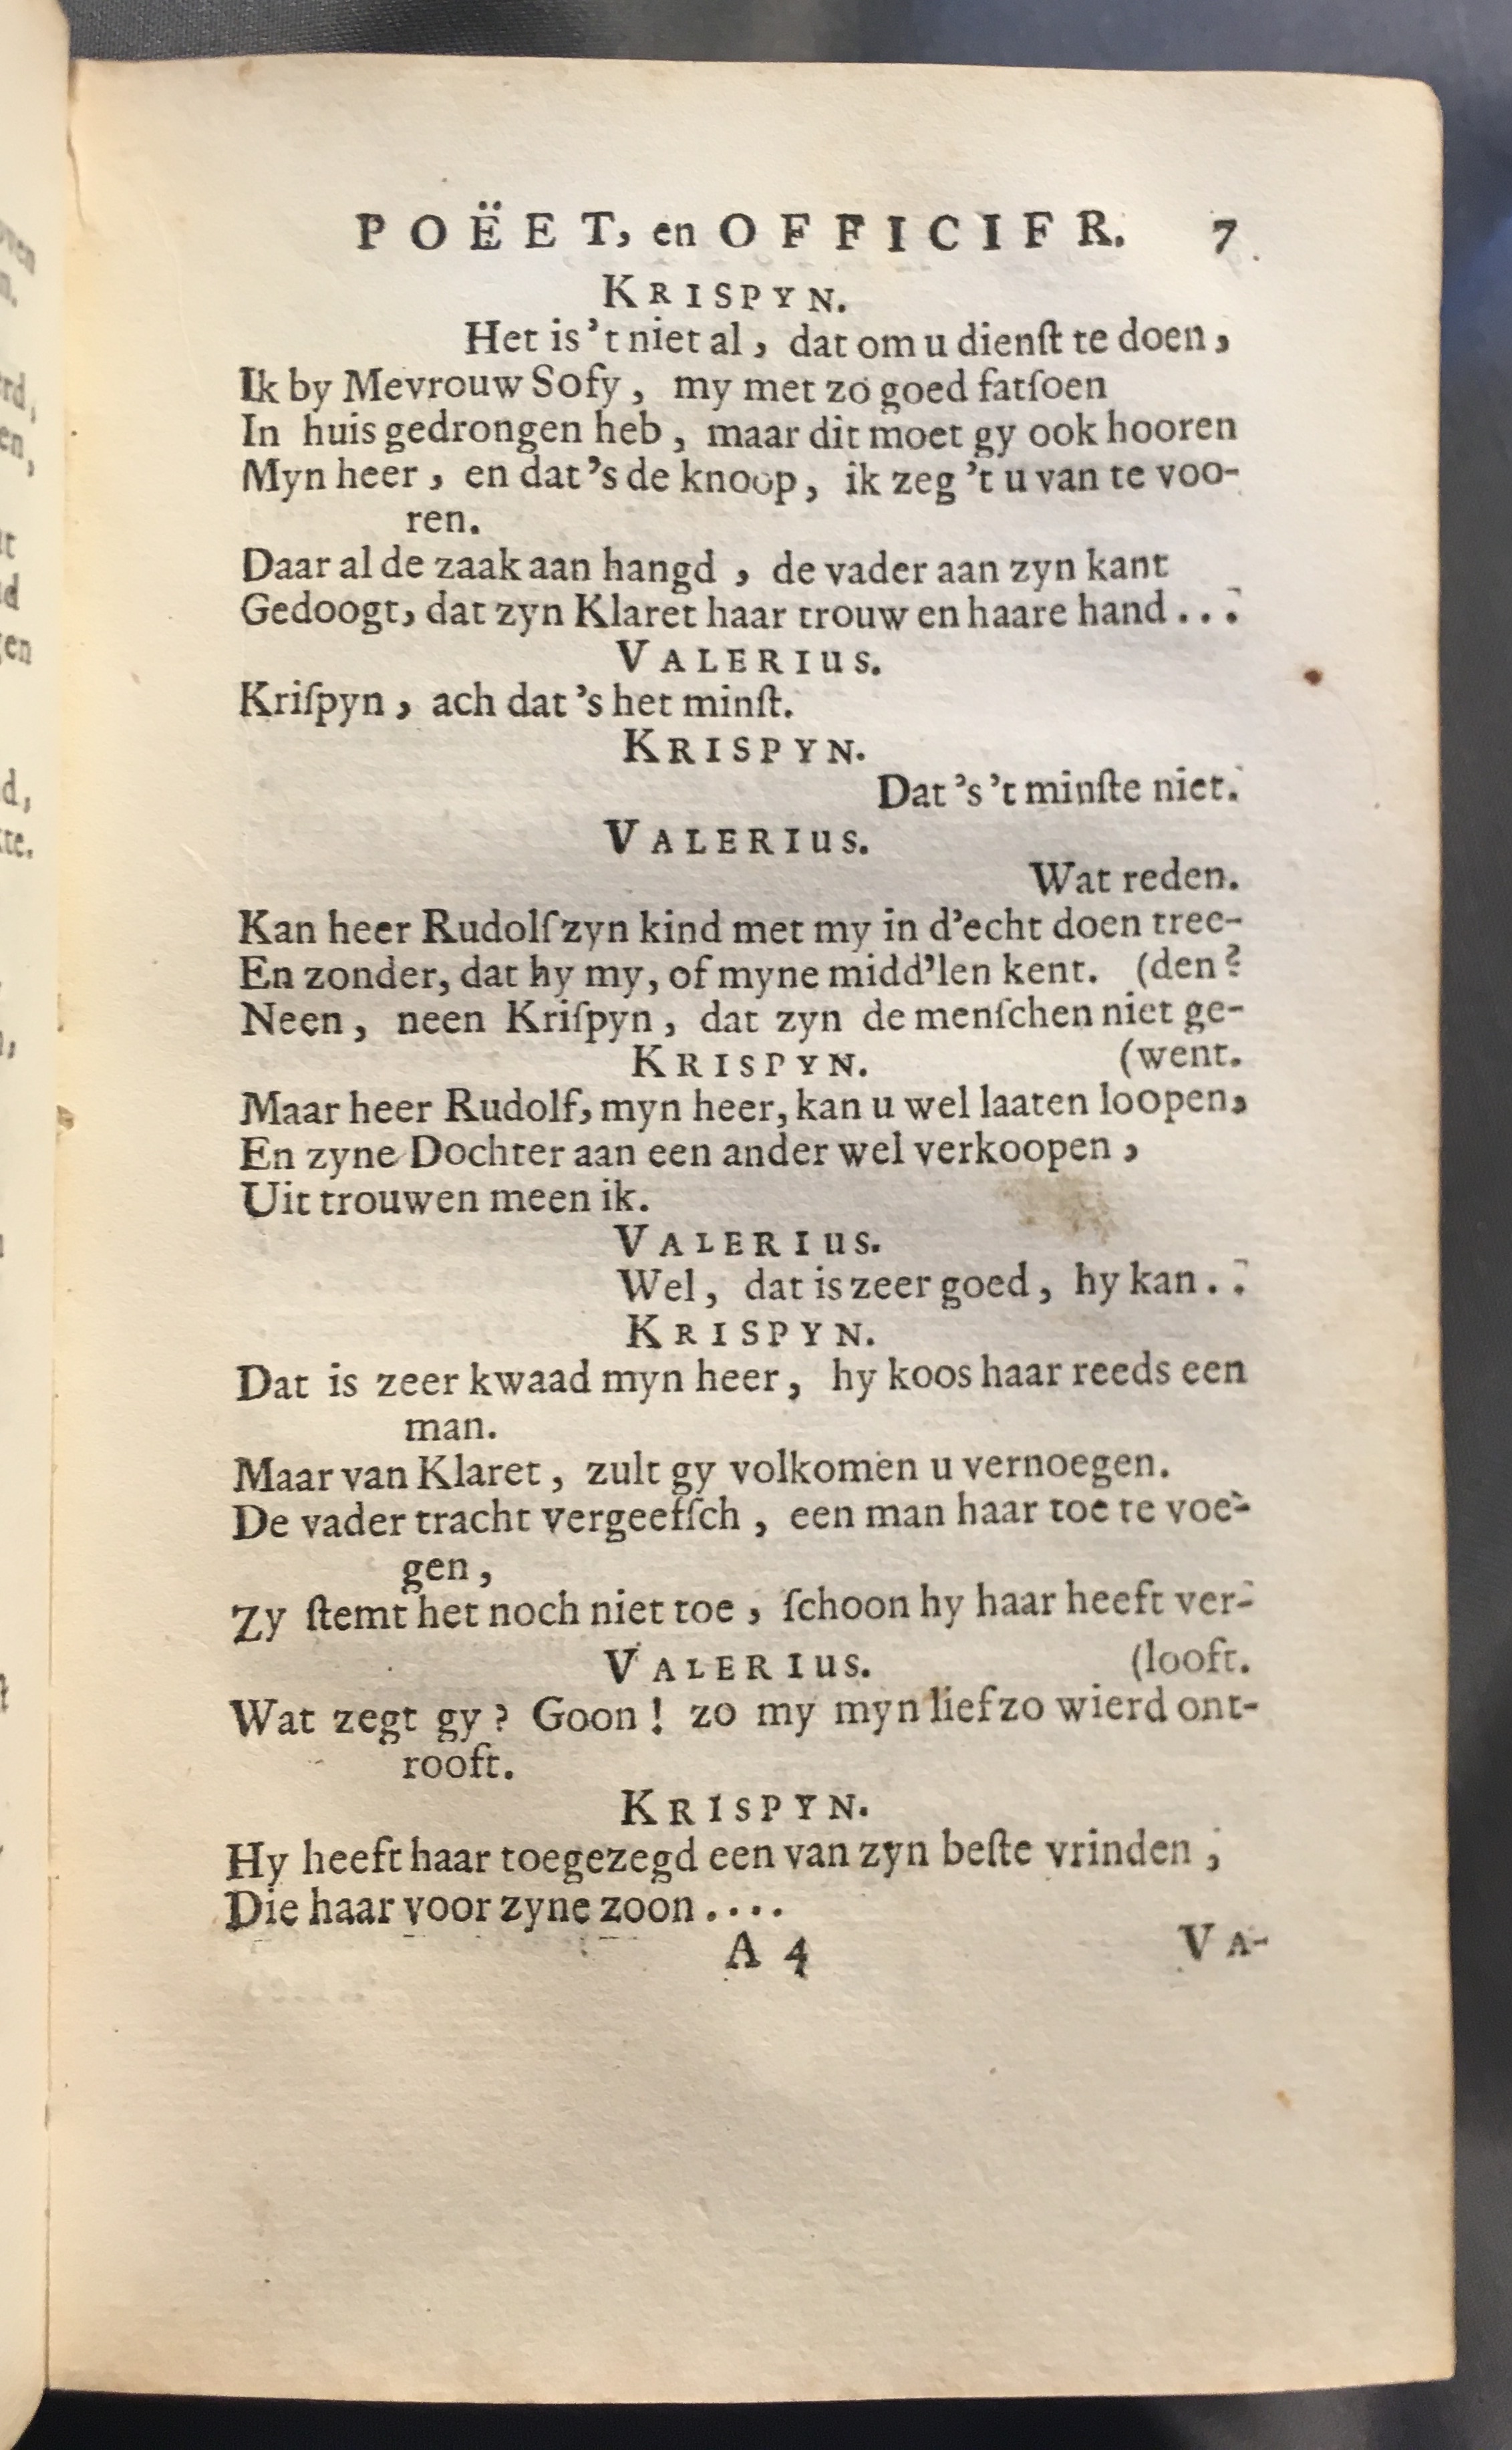 POËET, en OFFICIFR. 7
KRISPYN.
Het is 't niet al, dat om u dienſt te doen,
Ik by Mevrouw Sofy, my met zo goed fatſoen
In huis gedrongen heb, maar dit moet gy ook hooren
Myn heer, en dat 's de knoop, ik zeg 't u van te voo-
ren.
Daar al de zaak aan hangd, de vader aan zyn kant
Gedoogt, dat zyn Klaret haar trouw en haare hand...
VALERIUS.
Kriſpyn, ach dat 's het minſt.
KRISPYN.
Dat 's 't minſte niet.
VALERIUS.
Wat reden.
Kan heer Rudolf zyn kind met my in d'echt doen tree-
En zonder, dat hy my, of myne midd'len kent. (den?
Neen, neen Kriſpyn, dat zyn de menſchen niet ge-
KRISPYN. (went.
Maar heer Rudolf, myn heer, kan u wel laaten loopen,
En zyne Dochter aan een ander wel verkoopen,
Uit trouwen meen ik.
VALERIUS.
Wel, dat is zeer goed, hy kan..
KRISPYN.
Dat is zeer kwaad myn heer, hy koos haar reeds een
man.
Maar van Klaret, zult gy volkomen u vernoegen.
De vader tracht vergeefſch, een man haar toe te voe-
gen,
Zy ſtemt het noch niet toe, ſchoon hy haar heeft ver-
VALERIUS. (looft.
Wat zegt gy? Goon! zo my myn lief zo wierd ont-
rooft.
KRISPYN.
Hy heeft haar toegezegd een van zyn beſte vrinden,
Die haar voor zyne zoon....
A 4 VA-